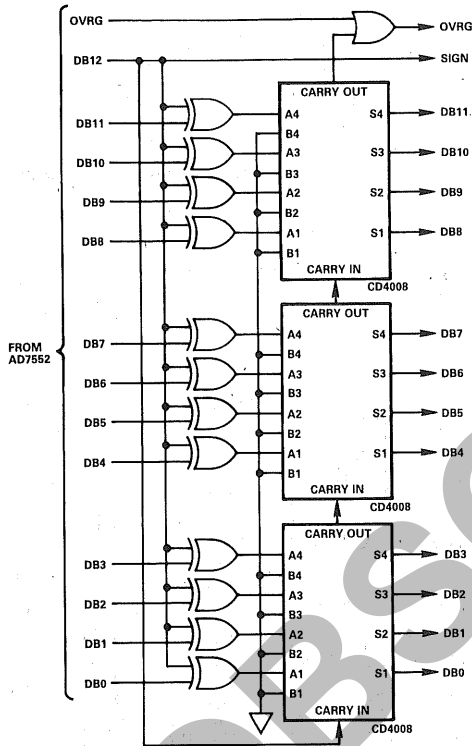 OVRG
OVRG
DB12
SIGN
CARRY OUT
DB11
A4
S4
DB11
B4
DB10
A3
S3
DB10
B3
DB9
A2
S2
DB9
B2
DB8
A1
S1
DB8
B1
CARRY IN
CD4008
CARRY OUT
DB7
A4
S4
DB7
B4
FROM
AD7552
DB6
A3
S3
DB6
B3
DB5
A2
S2
DB5
B2
DB4
A1
S1
DB4
B1
CARRY IN
CD4008
CARRY OUT
DB3
A4
S4
DB3
B4
DB2
A3
S3
DB2
B3
DB1
A2
S2
DB1
B2
DB0
A1
S1
DB0
B1
CARRY IN
CD4008
OBSO